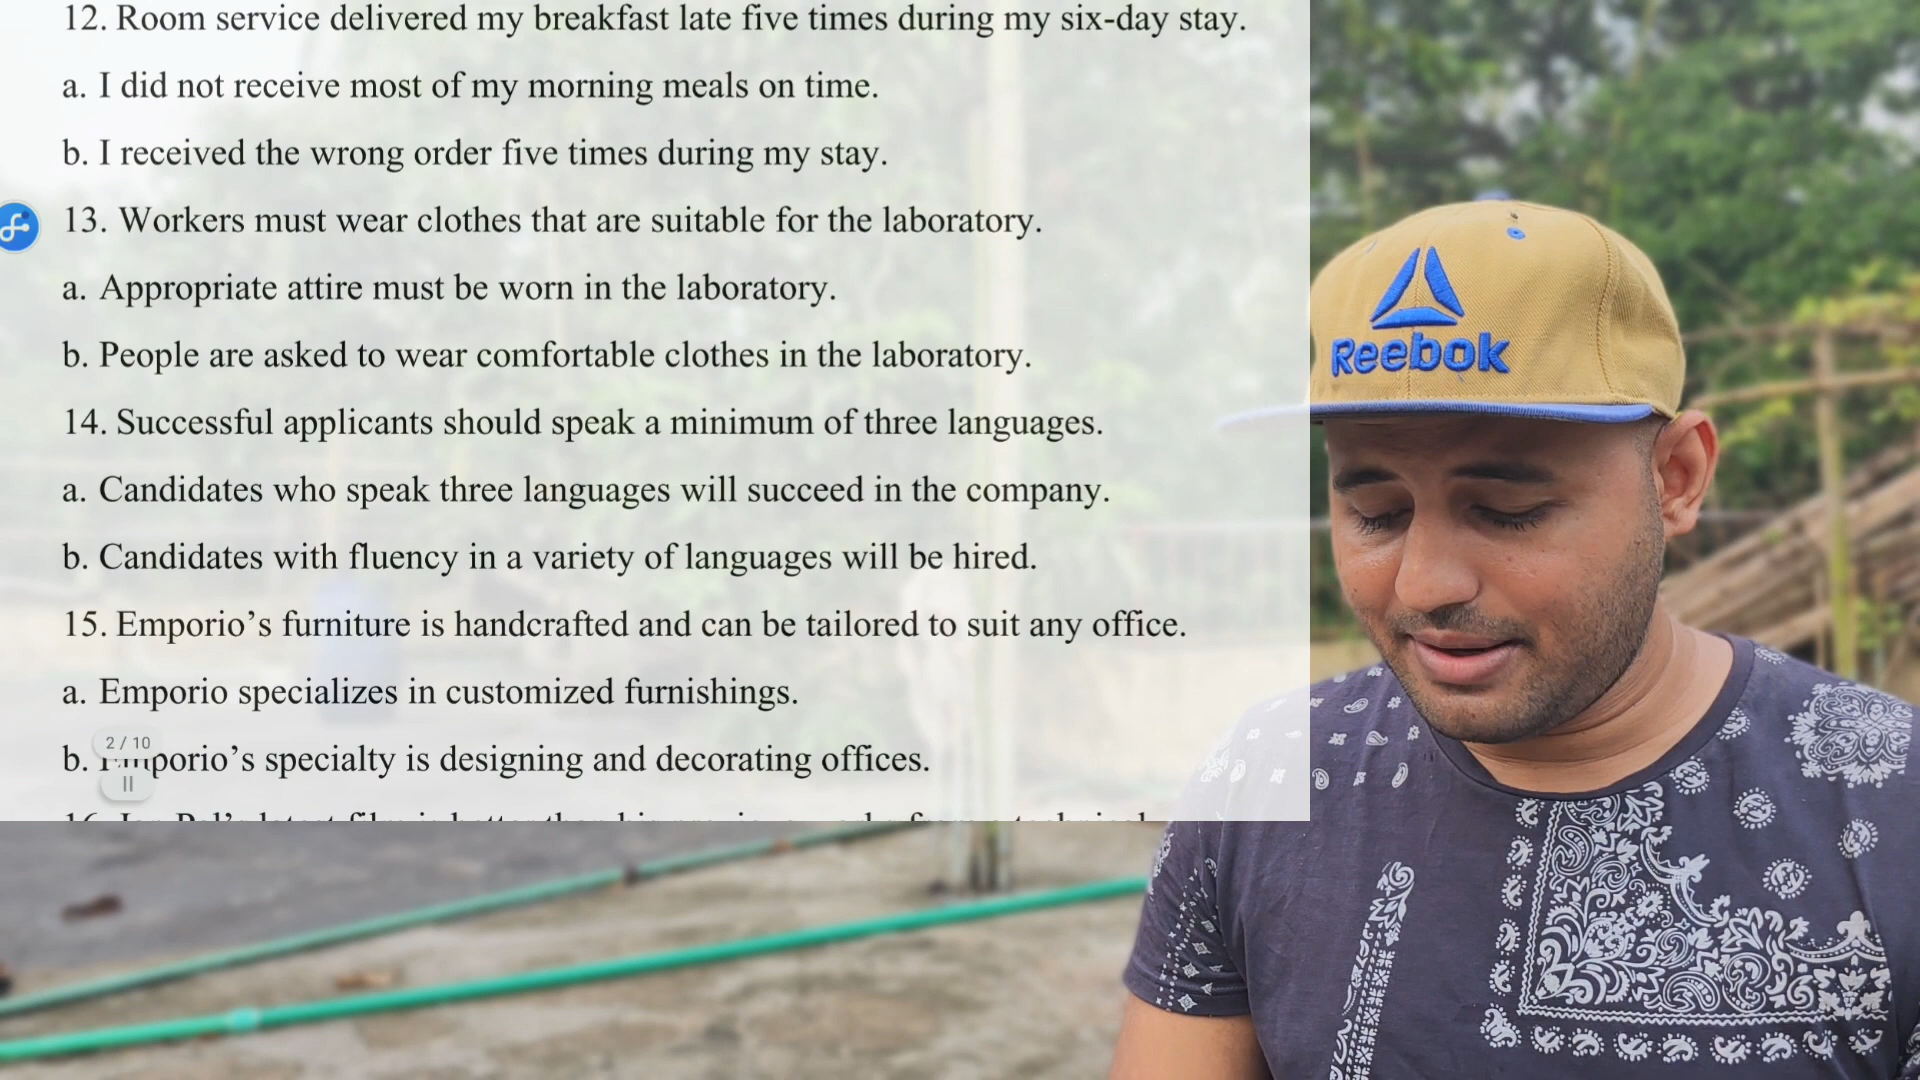 12. Room service delivered my breakfast late five times during my six-day stay.
a. I did not receive most of my morning meals on time.
b. I received the wrong order five times during my stay.
13. Workers must wear clothes that are suitable for the laboratory.
a. Appropriate attire must be worn in the laboratory.
b. People are asked to wear comfortable clothes in the laboratory.
14. Successful applicants should speak a minimum of three languages.
a. Candidates who speak three languages will succeed in the company.
b. Candidates with fluency in a variety of languages will be hired.
15. Emporio’s furniture is handcrafted and can be tailored to suit any office.
a. Emporio specializes in customized furnishings.
2 / 10
b. Emporio’s specialty is designing and decorating offices.
Reebok